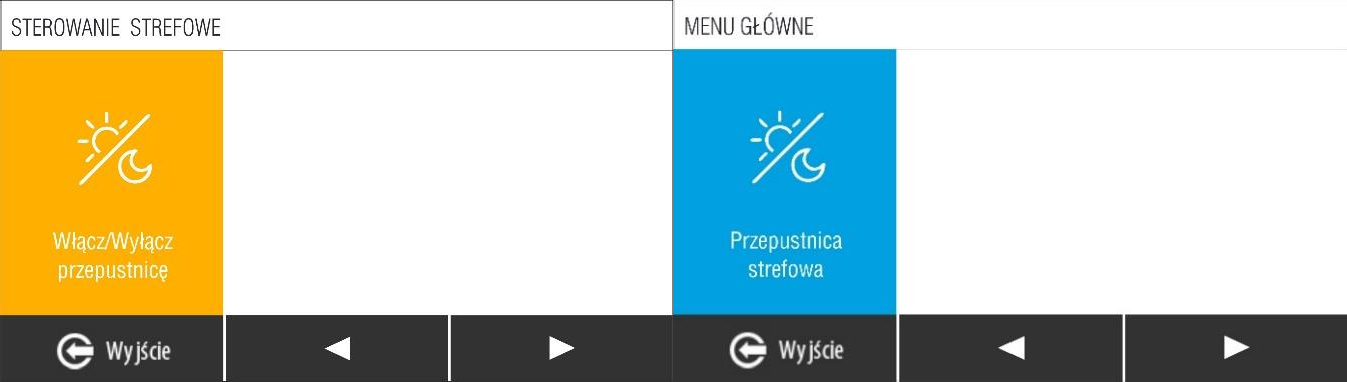 STEROWANIE STREFOWE
Włącz/Wyłącz
przepustnicę
Wyjście
MENU GŁÓWNE
Przepustnica
strefowa
Wyjście